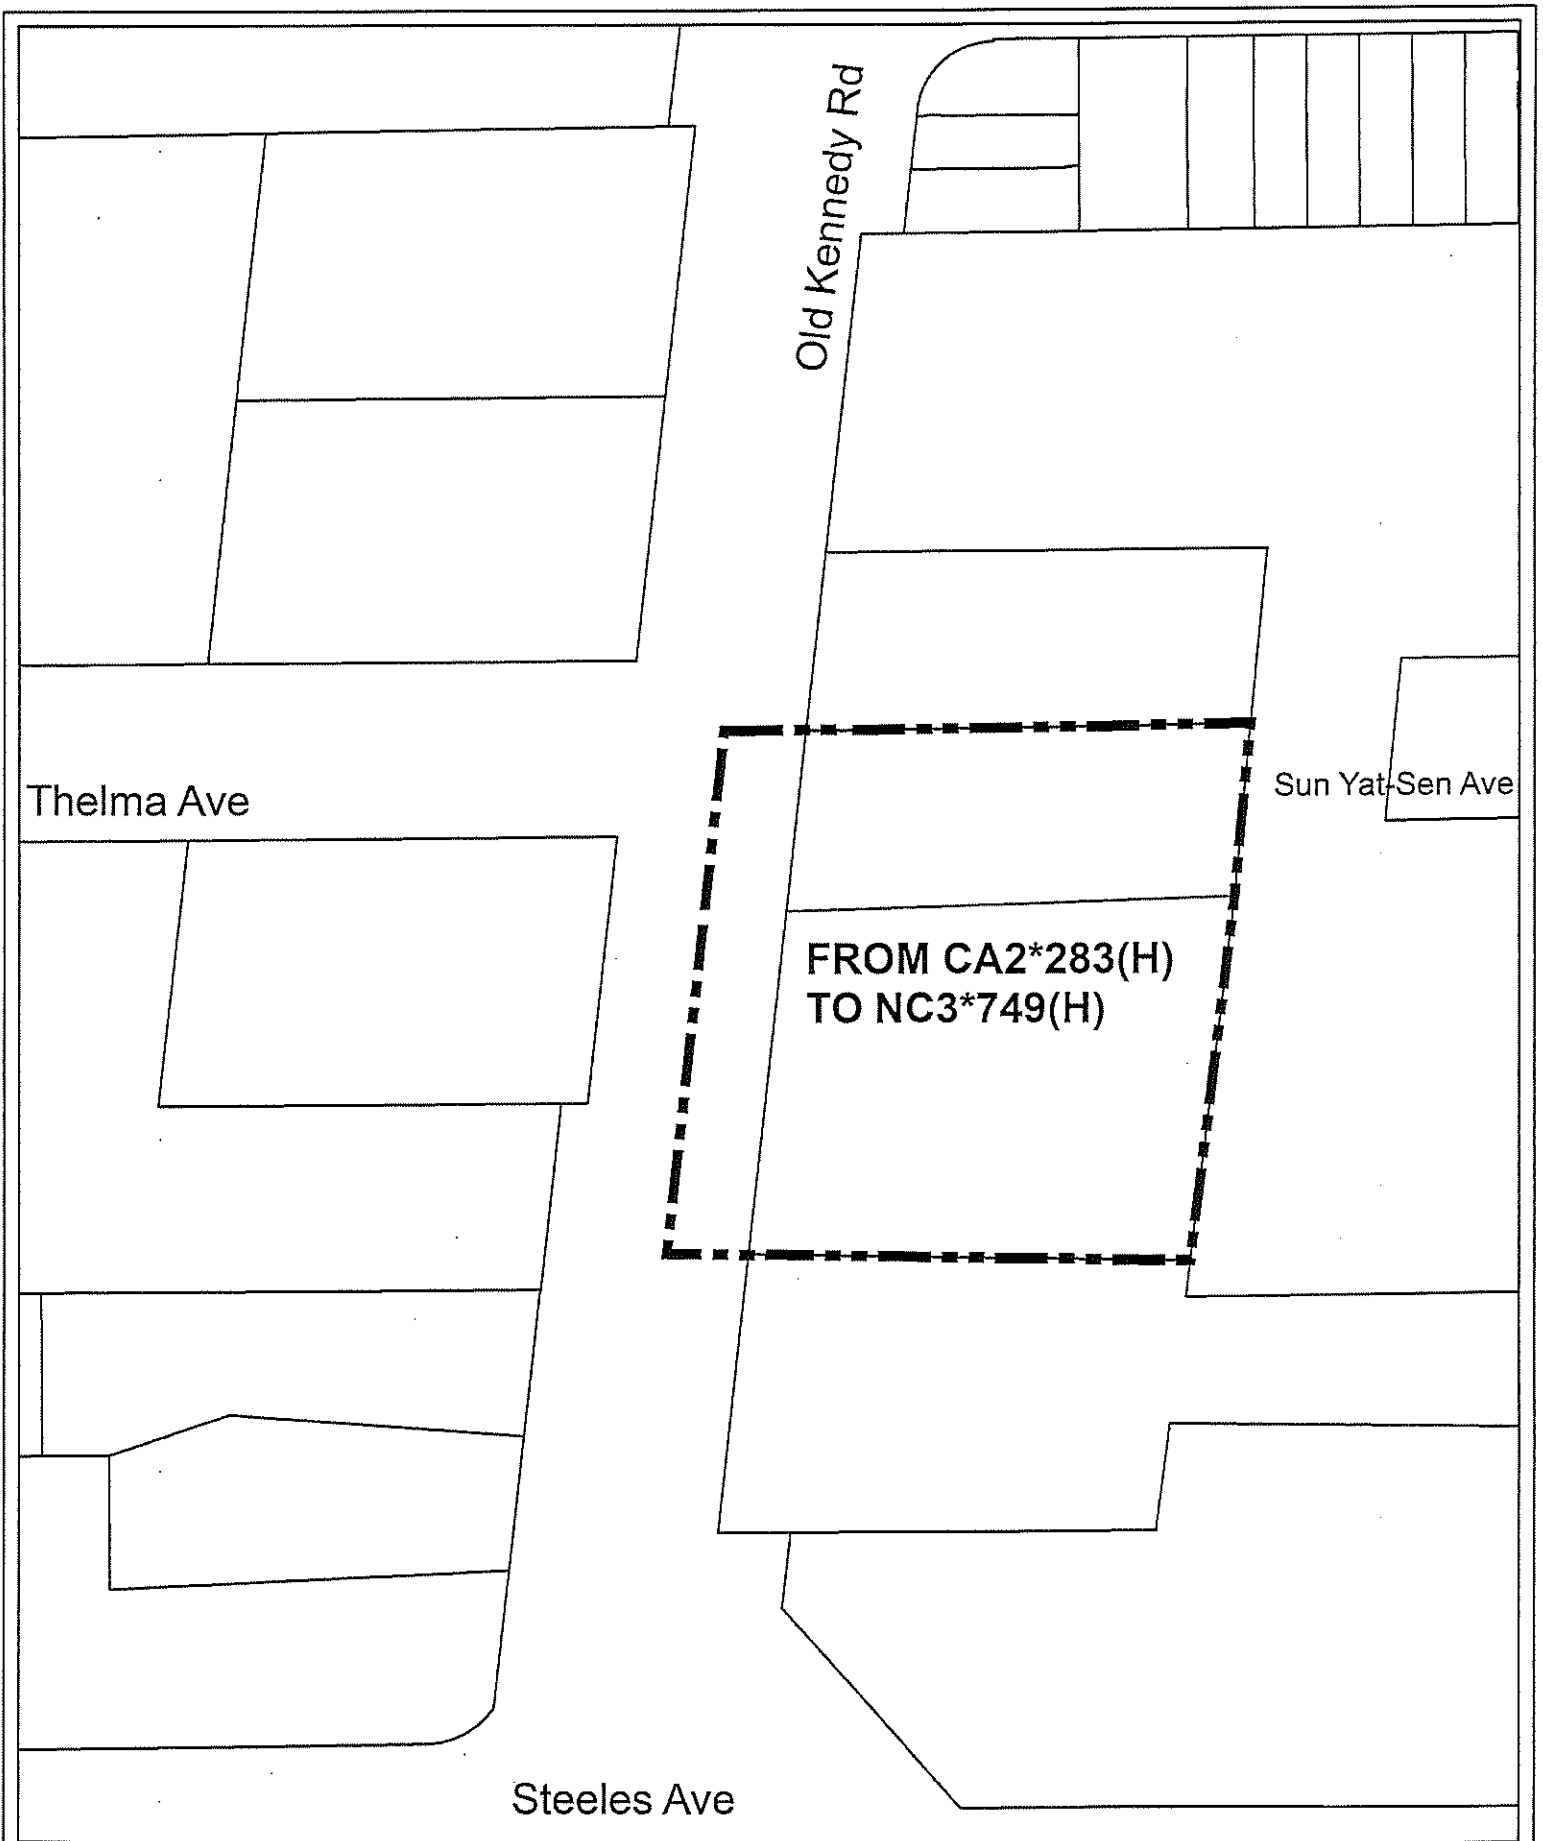 Old Kennedy Rd
Thelma Ave
Sun Yat-Sen Ave
FROM CA2*283(H)
TO NC3*749(H)
Steeles Ave